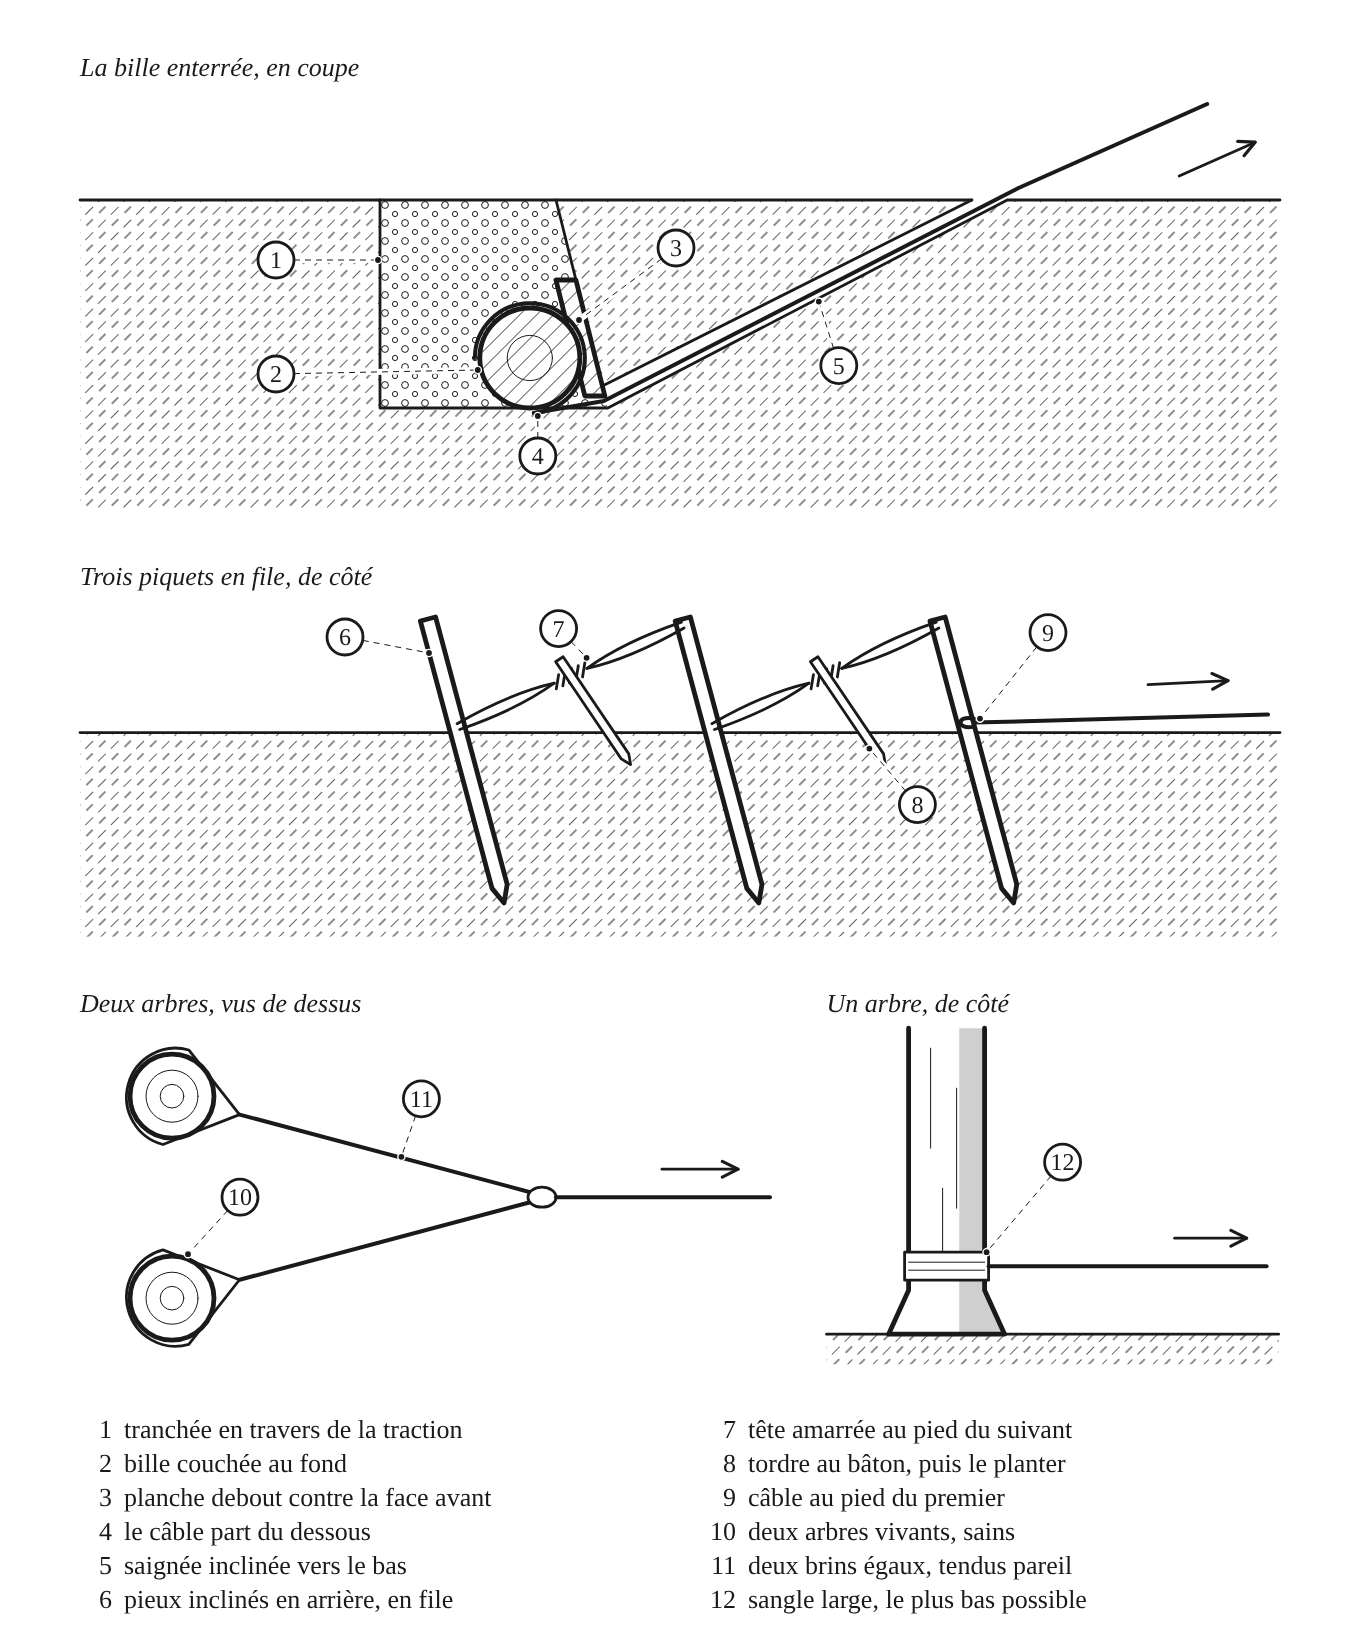 La bille enterrée, en coupe
1
3
2
5
4
Trois piquets en file, de côté
6
7
9
8
Deux arbres, vus de dessus
Un arbre, de côté
11
12
10
1 tranchée en travers de la traction
2 bille couchée au fond
3 planche debout contre la face avant
4 le câble part du dessous
5 saignée inclinée vers le bas
6 pieux inclinés en arrière, en file
7 tête amarrée au pied du suivant
8 tordre au bâton, puis le planter
9 câble au pied du premier
10 deux arbres vivants, sains
11 deux brins égaux, tendus pareil
12 sangle large, le plus bas possible